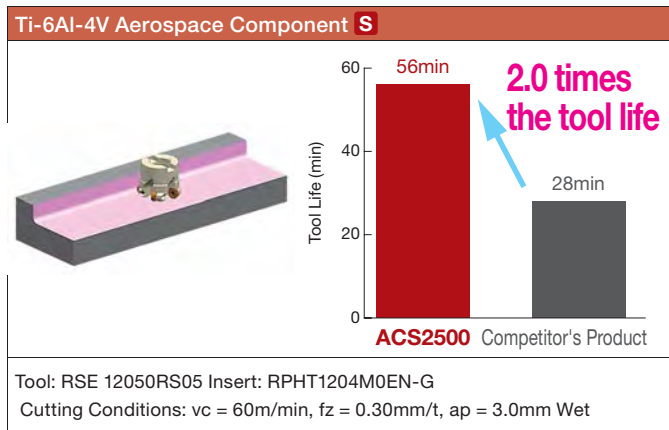 Ti-6Al-4V Aerospace Component S
60
40
20
0
Tool Life (min)
56min
28min
2.0 times
the tool life
ACS2500 Competitor's Product
Tool: RSE 12050RS05 Insert: RPHT1204M0EN-G
Cutting Conditions: vc = 60m/min, fz = 0.30mm/t, ap = 3.0mm Wet